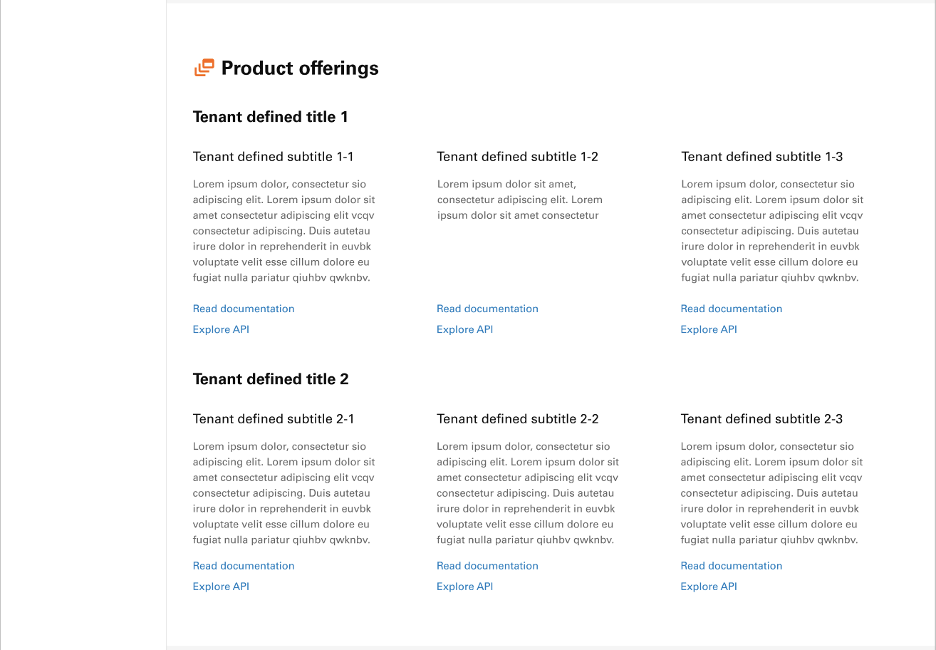 Product offerings
Tenant defined title 1
Tenant defined subtitle 1-1
Lorem ipsum dolor, consectetur sio
adipiscing elit. Lorem ipsum dolor sit
amet consectetur adipiscing elit vcqv
consectetur adipiscing. Duis autetau
irure dolor in reprehenderit in euvbk
voluptate velit esse cillum dolore eu
fugiat nulla pariatur qiuhbv qwknbv.
Read documentation
Explore API
Tenant defined subtitle 1-2
Lorem ipsum dolor sit amet,
consectetur adipiscing elit. Lorem
ipsum dolor sit amet consectetur
Read documentation
Explore API
Tenant defined subtitle 1-3
Lorem ipsum dolor, consectetur sio
adipiscing elit. Lorem ipsum dolor sit
amet consectetur adipiscing elit vcqv
consectetur adipiscing. Duis autetau
irure dolor in reprehenderit in euvbk
voluptate velit esse cillum dolore eu
fugiat nulla pariatur qiuhbv qwknbv.
Read documentation
Explore API
Tenant defined title 2
Tenant defined subtitle 2-1
Lorem ipsum dolor, consectetur sio
adipiscing elit. Lorem ipsum dolor sit
amet consectetur adipiscing elit vcqv
consectetur adipiscing. Duis autetau
irure dolor in reprehenderit in euvbk
voluptate velit esse cillum dolore eu
fugiat nulla pariatur qiuhbv qwknbv.
Read documentation
Explore API
Tenant defined subtitle 2-2
Lorem ipsum dolor, consectetur sio
adipiscing elit. Lorem ipsum dolor sit
amet consectetur adipiscing elit vcqv
consectetur adipiscing. Duis autetau
irure dolor in reprehenderit in euvbk
voluptate velit esse cillum dolore eu
fugiat nulla pariatur qiuhbv qwknbv.
Read documentation
Explore API
Tenant defined subtitle 2-3
Lorem ipsum dolor, consectetur sio
adipiscing elit. Lorem ipsum dolor sit
amet consectetur adipiscing elit vcqv
consectetur adipiscing. Duis autetau
irure dolor in reprehenderit in euvbk
voluptate velit esse cillum dolore eu
fugiat nulla pariatur qiuhbv qwknbv.
Read documentation
Explore API